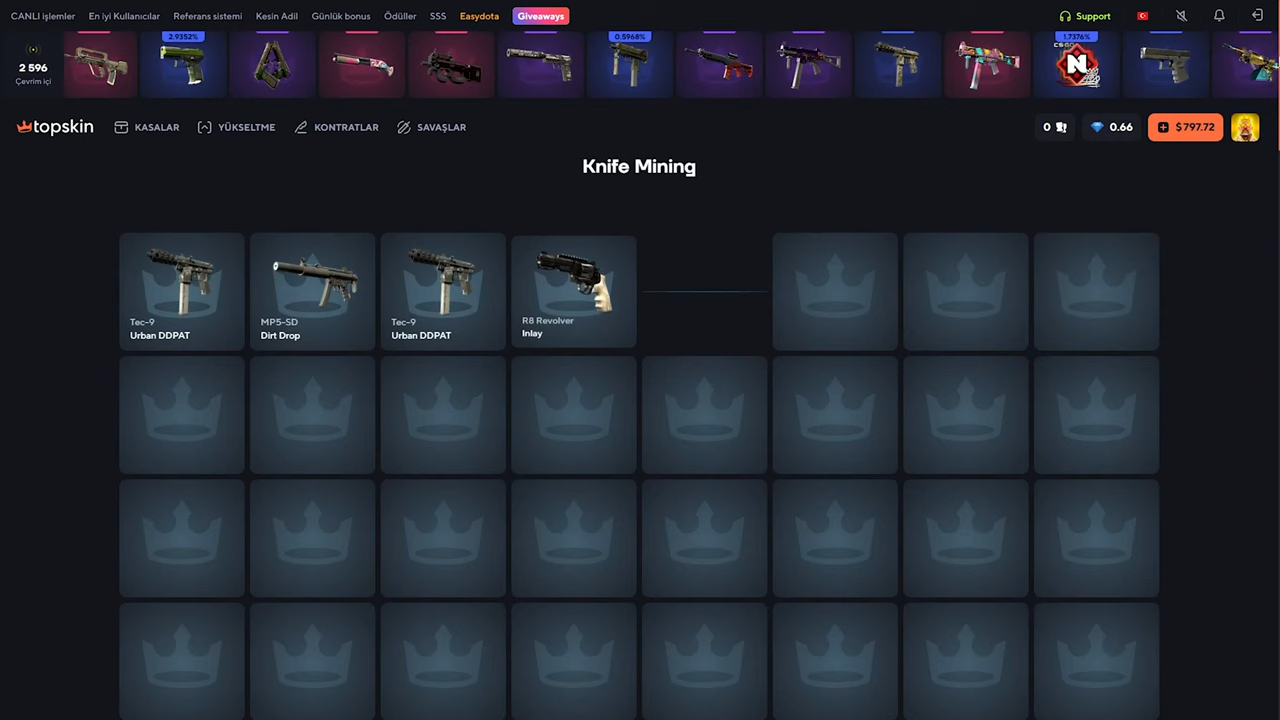 CANLI işlemler En iyi Kullanıcılar Referans sistemi Kesin Adil Günlük bonus Ödüller SSS Easydota Giveaways Support
2.9352% 0.5968% 1.7376%
2 596
Çevrim içi
topskin KASALAR YÜKSELTME KONTRATLAR SAVAŞLAR 0 0.66 $ 797.72
Knife Mining
Tec-9 MP5-SD Tec-9 R8 Revolver
Urban DDPAT Dirt Drop Urban DDPAT Inlay